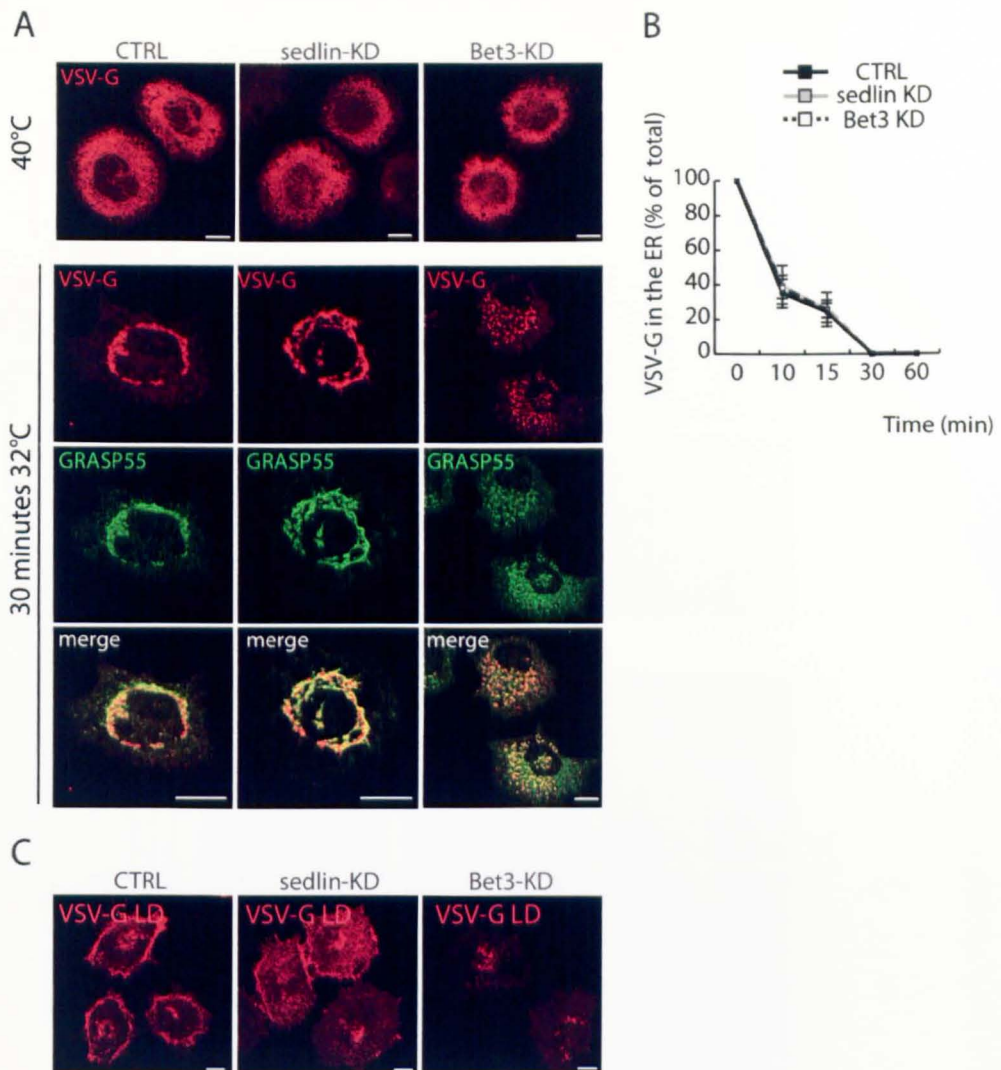 A
CTRL
sedlin-KD
Bet3-KD
40°C
VSV-G
30 minutes 32°C
VSV-G
VSV-G
VSV-G
GRASP55
GRASP55
GRASP55
merge
merge
merge
B
CTRL
sedlin KD
Bet3 KD
VSV-G in the ER (% of total)
100
80
60
40
20
0
0 10 15 30 60
Time (min)
C
CTRL
sedlin-KD
Bet3-KD
VSV-G LD
VSV-G LD
VSV-G LD